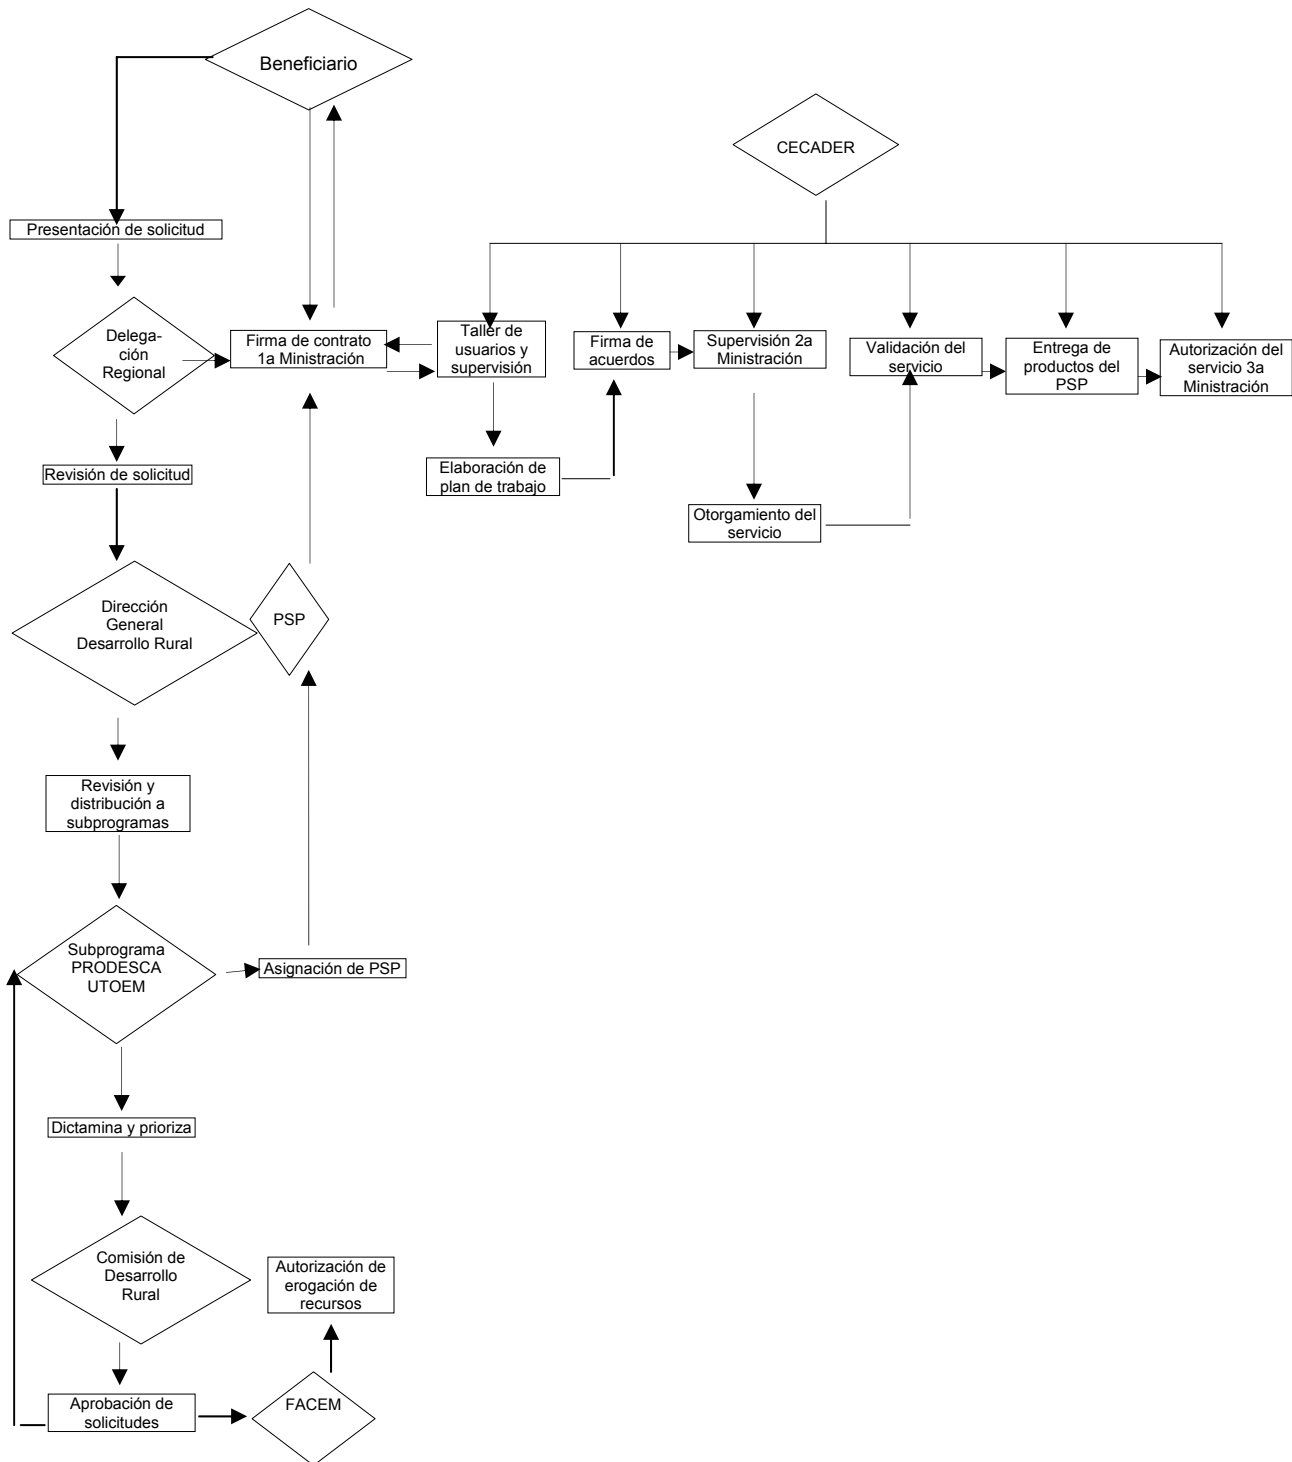 Beneficiario
CECADER
Presentación de solicitud
Delega-
ción
Regional
Firma de contrato
1a Ministración
Taller de
usuarios y
supervisión
Firma de
acuerdos
Supervisión 2a
Ministración
Validación del
servicio
Entrega de
productos del
PSP
Autorización del
servicio 3a
Ministración
Revisión de solicitud
Elaboración de
plan de trabajo
Otorgamiento del
servicio
Dirección
General
Desarrollo Rural
PSP
Revisión y
distribución a
subprogramas
Subprograma
PRODESCA
UTOEM
Asignación de PSP
Dictamina y prioriza
Comisión de
Desarrollo
Rural
Autorización de
erogación de
recursos
Aprobación de
solicitudes
FACEM